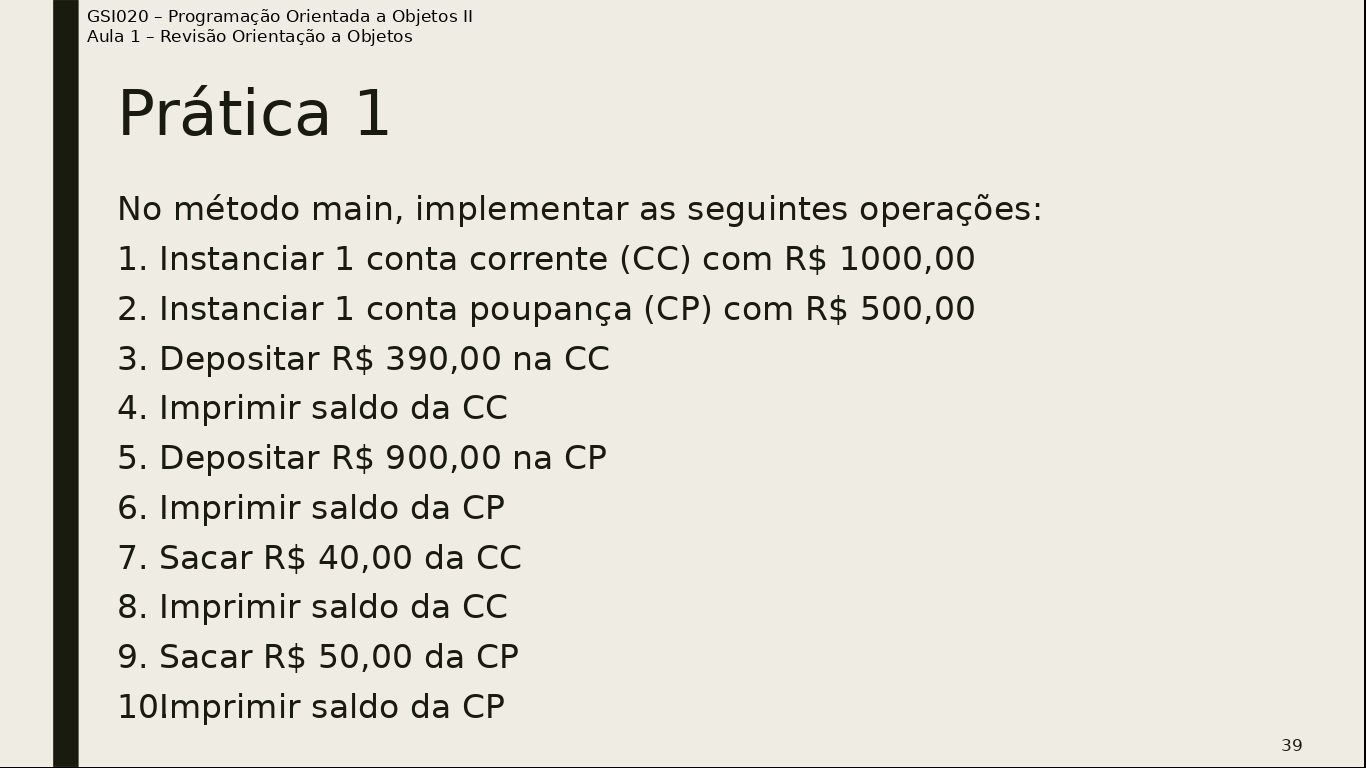 GSI020 – Programação Orientada a Objetos II
Aula 1 – Revisão Orientação a Objetos
Prática 1
No método main, implementar as seguintes operações:
1. Instanciar 1 conta corrente (CC) com R$ 1000,00
2. Instanciar 1 conta poupança (CP) com R$ 500,00
3. Depositar R$ 390,00 na CC
4. Imprimir saldo da CC
5. Depositar R$ 900,00 na CP
6. Imprimir saldo da CP
7. Sacar R$ 40,00 da CC
8. Imprimir saldo da CC
9. Sacar R$ 50,00 da CP
10.Imprimir saldo da CP
39